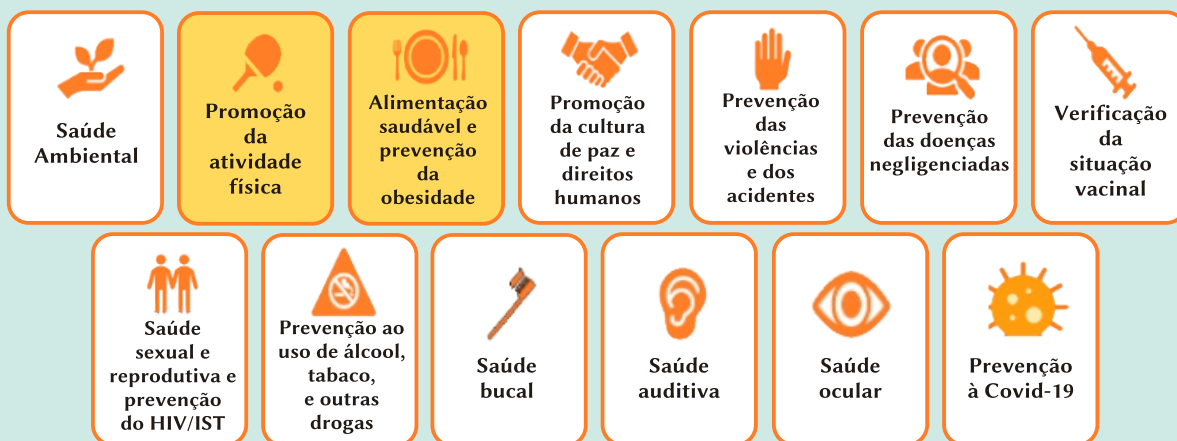 Saúde
Ambiental
Promoção
da
atividade
física
Alimentação
saudável e
prevenção
da
obesidade
Promoção
da cultura
de paz e
direitos
humanos
Prevenção
das
violências
e dos
acidentes
Prevenção
das doenças
negligenciadas
Verificação
da
situação
vacinal
Saúde
sexual e
reprodutiva e
prevenção
do HIV/IST
Prevenção ao
uso de álcool,
tabaco,
e outras
drogas
Saúde
bucal
Saúde
auditiva
Saúde
ocular
Prevenção
à Covid-19